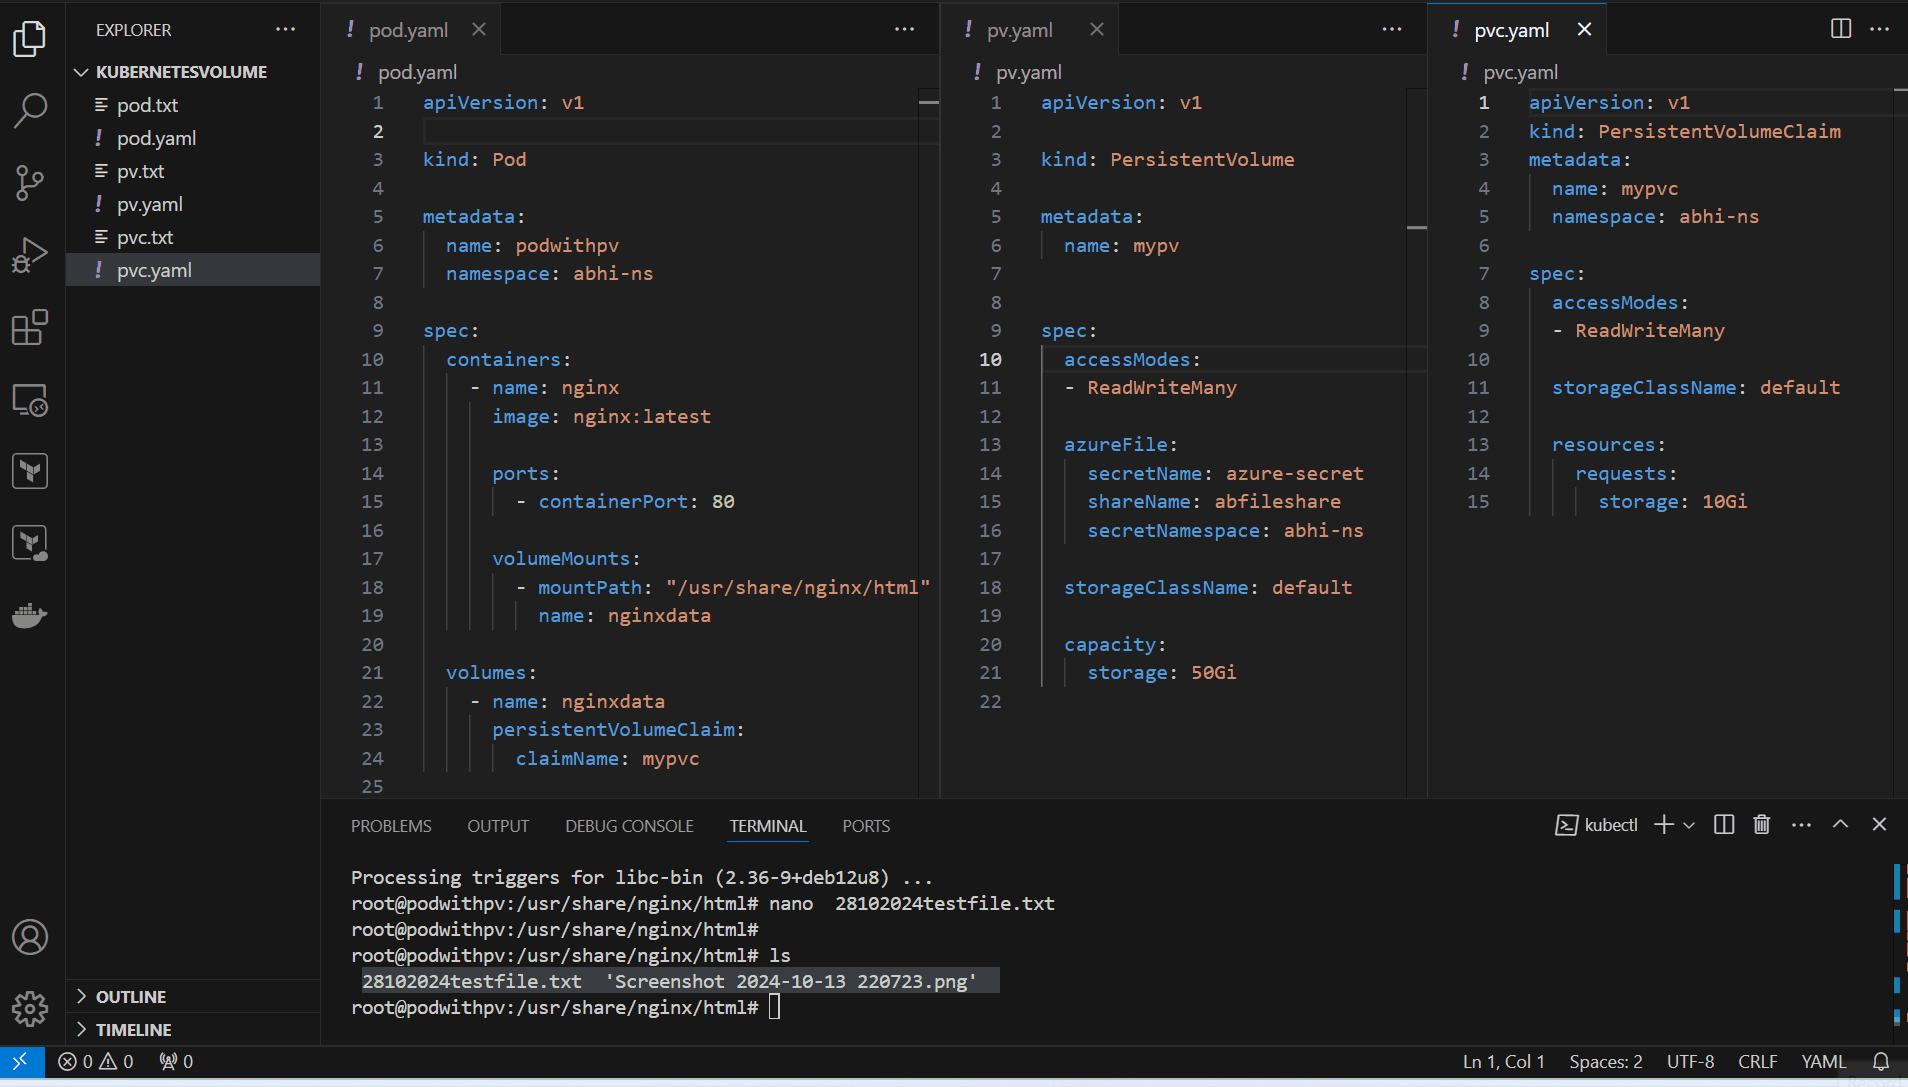 EXPLORER
KUBERNETESVOLUME
pod.txt
pod.yaml
pv.txt
pv.yaml
pvc.txt
pvc.yaml
OUTLINE
TIMELINE
pod.yaml
pod.yaml
1 apiVersion: v1
2
3 kind: Pod
4
5 metadata:
6 name: podwithpv
7 namespace: abhi-ns
8
9 spec:
10 containers:
11 - name: nginx
12 image: nginx:latest
13
14 ports:
15 - containerPort: 80
16
17 volumeMounts:
18 - mountPath: "/usr/share/nginx/html"
19 name: nginxdata
20
21 volumes:
22 - name: nginxdata
23 persistentVolumeClaim:
24 claimName: mypvc
25
pv.yaml
pv.yaml
1 apiVersion: v1
2
3 kind: PersistentVolume
4
5 metadata:
6 name: mypv
7
8
9 spec:
10 accessModes:
11 - ReadWriteMany
12
13 azureFile:
14 secretName: azure-secret
15 shareName: abfileshare
16 secretNamespace: abhi-ns
17
18 storageClassName: default
19
20 capacity:
21 storage: 50Gi
22
pvc.yaml
pvc.yaml
1 apiVersion: v1
2 kind: PersistentVolumeClaim
3 metadata:
4 name: mypvc
5 namespace: abhi-ns
6
7 spec:
8 accessModes:
9 - ReadWriteMany
10
11 storageClassName: default
12
13 resources:
14 requests:
15 storage: 10Gi
PROBLEMS OUTPUT DEBUG CONSOLE TERMINAL PORTS kubectl
Processing triggers for libc-bin (2.36-9+deb12u8) ...
root@podwithpv:/usr/share/nginx/html# nano  28102024testfile.txt
root@podwithpv:/usr/share/nginx/html#
root@podwithpv:/usr/share/nginx/html# ls
28102024testfile.txt  'Screenshot 2024-10-13 220723.png'
root@podwithpv:/usr/share/nginx/html#
0 0 0 Ln 1, Col 1 Spaces: 2 UTF-8 CRLF YAML